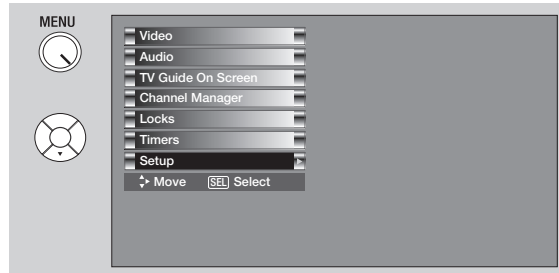 MENU
Video
Audio
TV Guide On Screen
Channel Manager
Locks
Timers
Setup
Move SEL Select